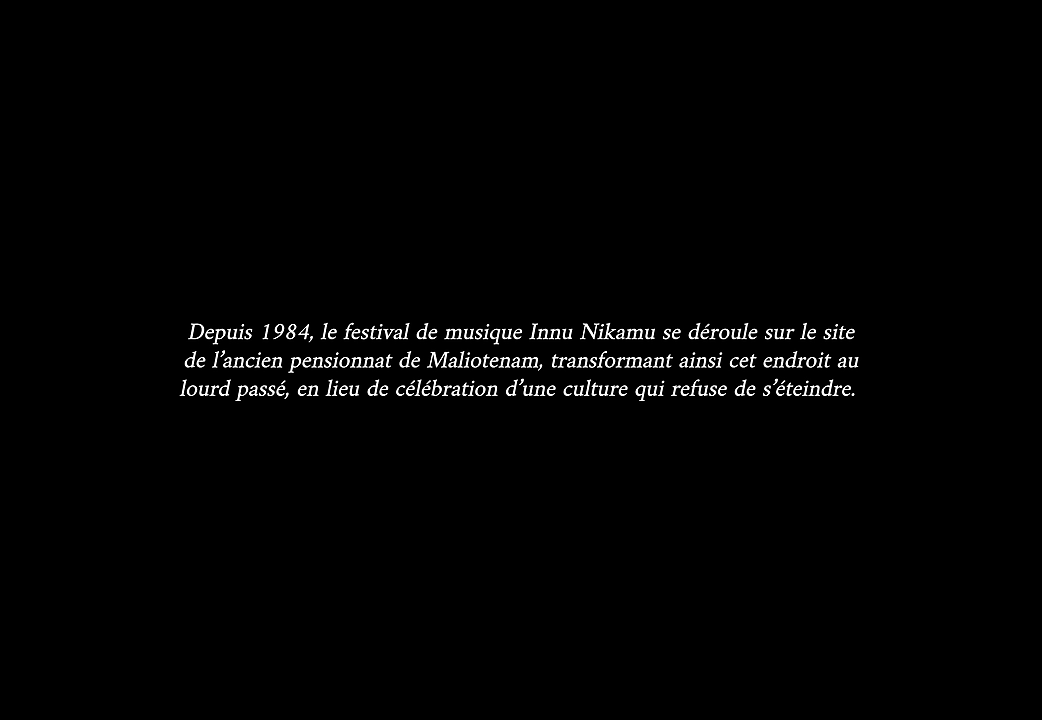 Depuis 1984, le festival de musique Innu Nikamu se déroule sur le site
de l’ancien pensionnat de Maliotenam, transformant ainsi cet endroit au
lourd passé, en lieu de célébration d’une culture qui refuse de s’éteindre.